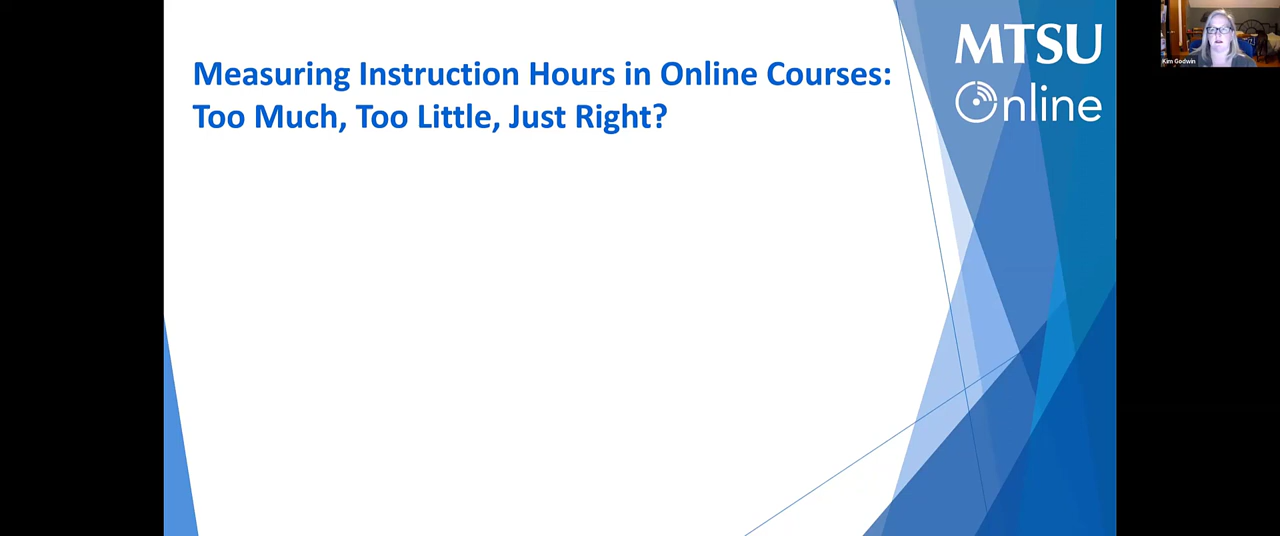 Measuring Instruction Hours in Online Courses:
Too Much, Too Little, Just Right?
MTSU
Online
Kim Godwin